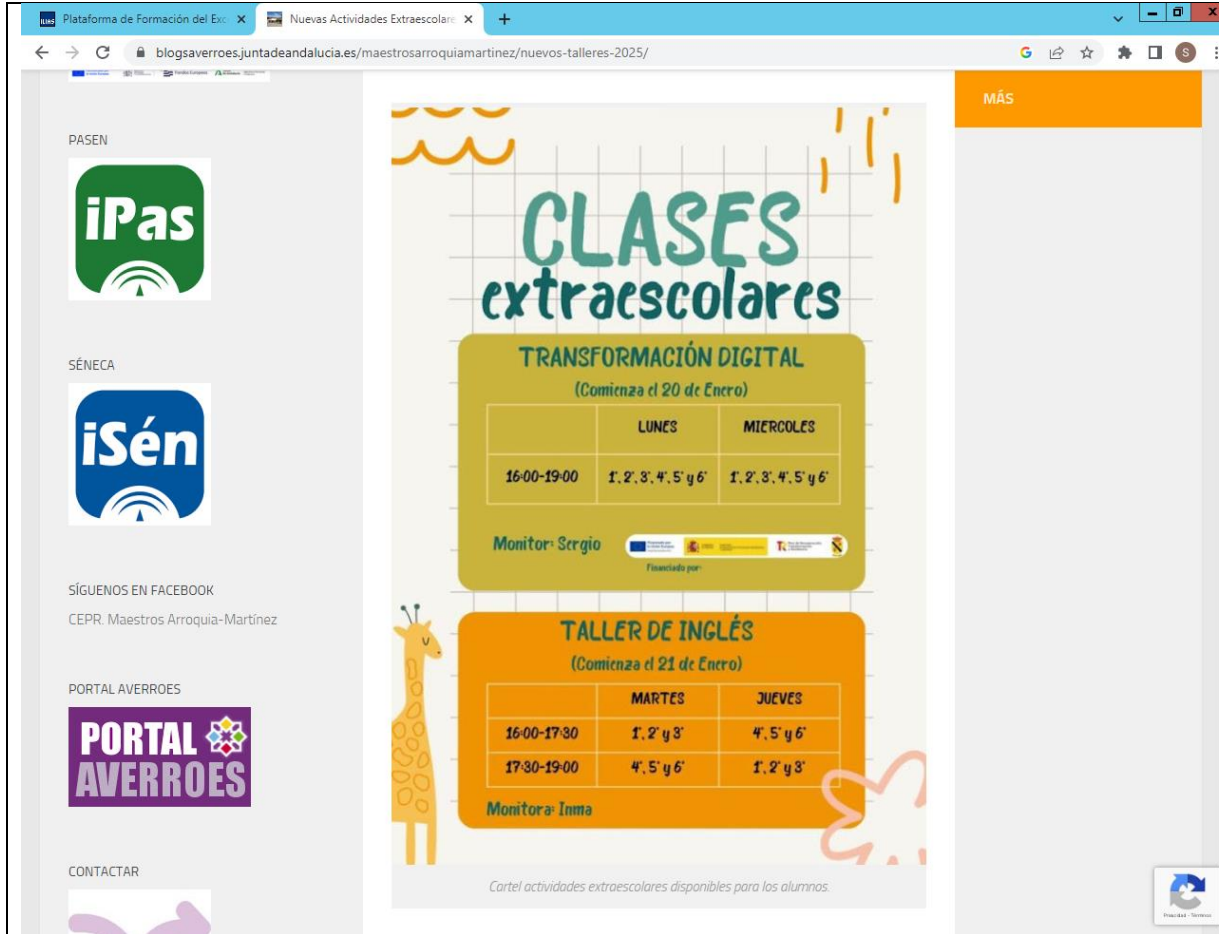 Plataforma de Formación del Exc
Nuevas Actividades Extraescolare
blogsaverroes.juntadeandalucia.es/maestrosarroquiamartinez/nuevos-talleres-2025/
S
MÁS
PASEN
iPas
SÉNECA
iSén
SÍGUENOS EN FACEBOOK
CEPR. Maestros Arroquia-Martínez
PORTAL AVERROES
PORTAL
AVERROES
CONTACTAR
CLASES
extraescolares
TRANSFORMACIÓN DIGITAL
(Comienza el 20 de Enero)
LUNES MIERCOLES
16:00-19:00 1º, 2º, 3º, 4º, 5º y 6º 1º, 2º, 3º, 4º, 5º y 6º
Monitor: Sergio
Financiado por:
TALLER DE INGLÉS
(Comienza el 21 de Enero)
MARTES JUEVES
16:00-17:30 1º, 2º y 3º 4º, 5º y 6º
17:30-19:00 4º, 5º y 6º 1º, 2º y 3º
Monitora: Inma
Cartel actividades extraescolares disponibles para los alumnos.
Privacidad - Términos